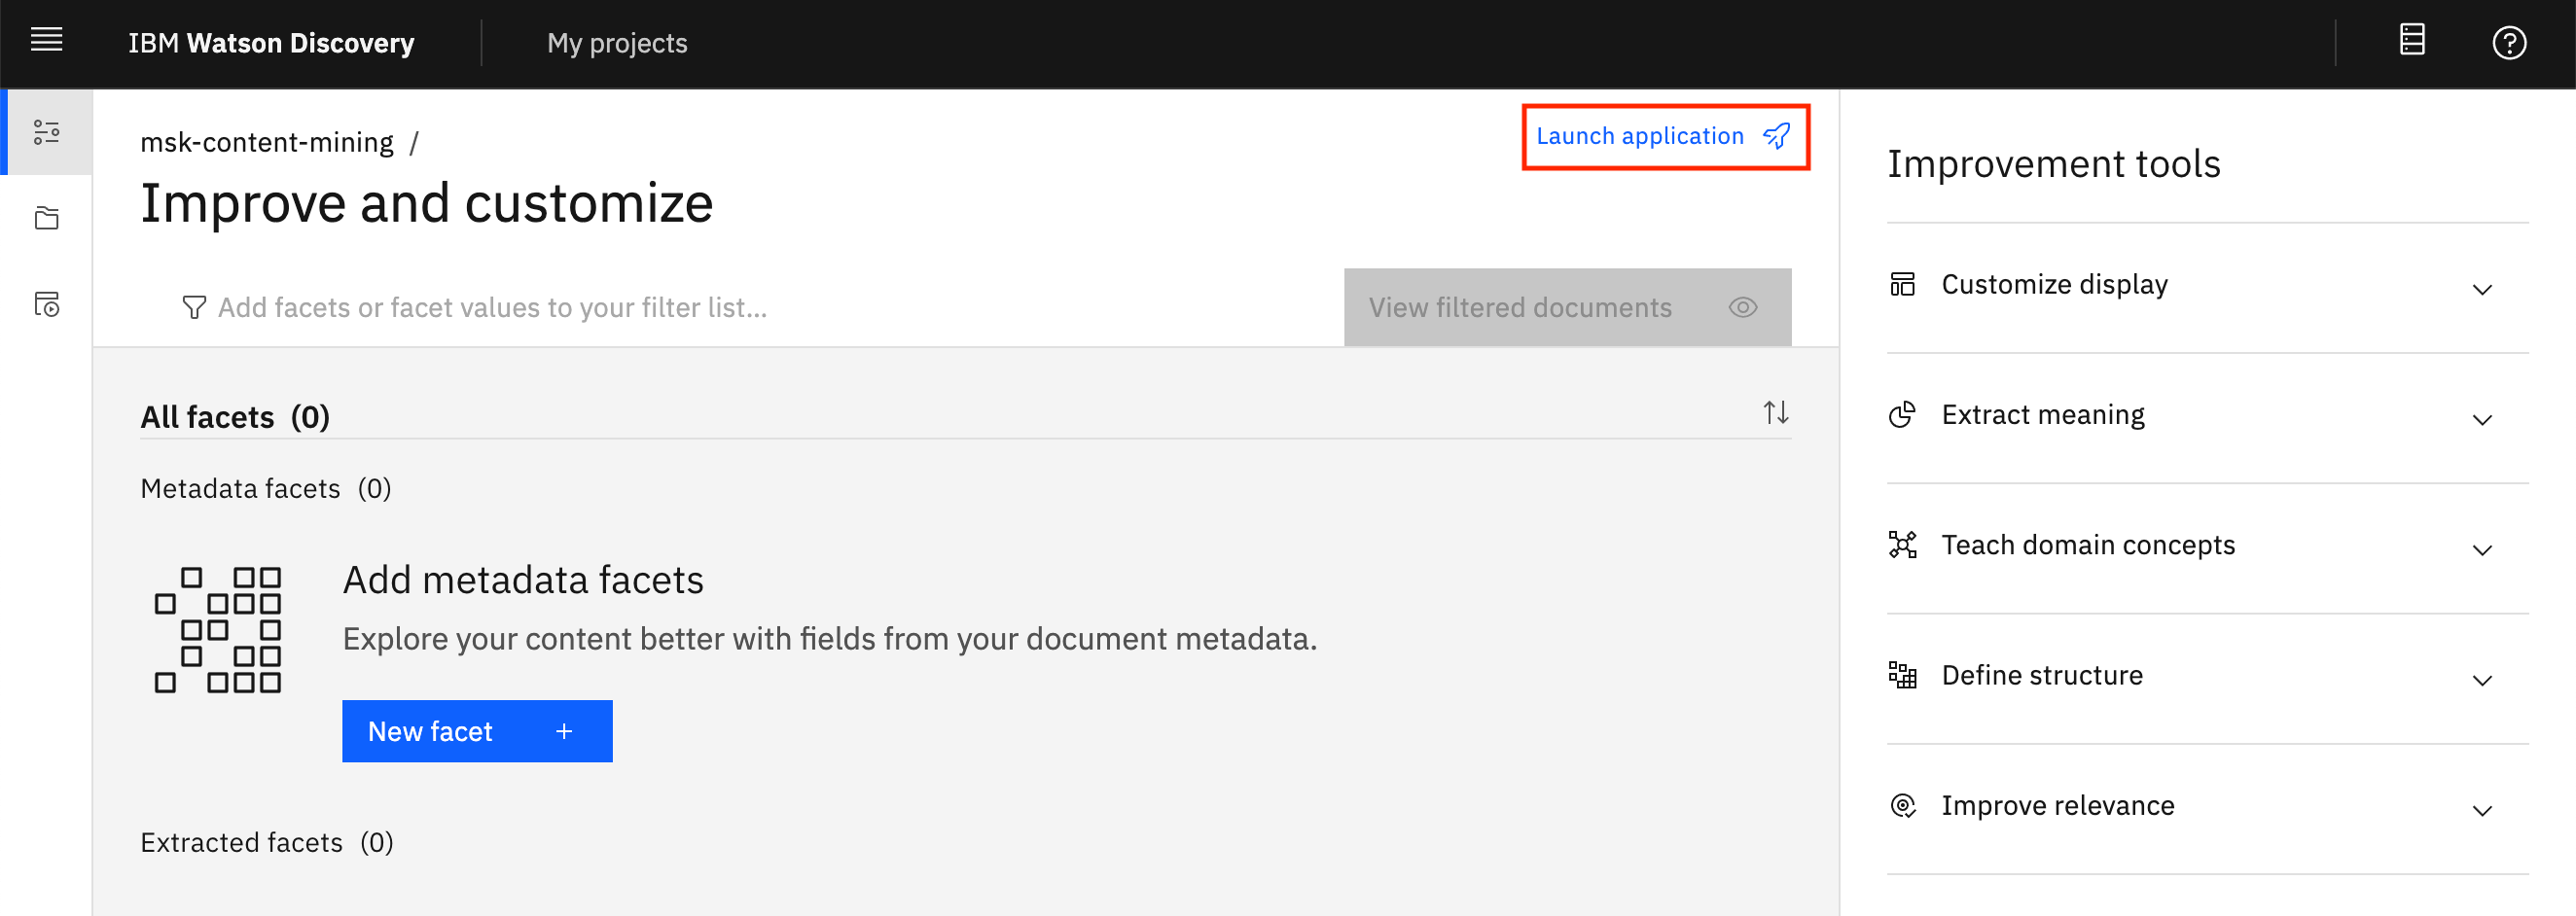 IBM Watson Discovery
My projects
msk-content-mining /
Launch application
Improve and customize
Add facets or facet values to your filter list...
View filtered documents
All facets (0)
Metadata facets (0)
Add metadata facets
Explore your content better with fields from your document metadata.
New facet +
Extracted facets (0)
Improvement tools
Customize display
Extract meaning
Teach domain concepts
Define structure
Improve relevance